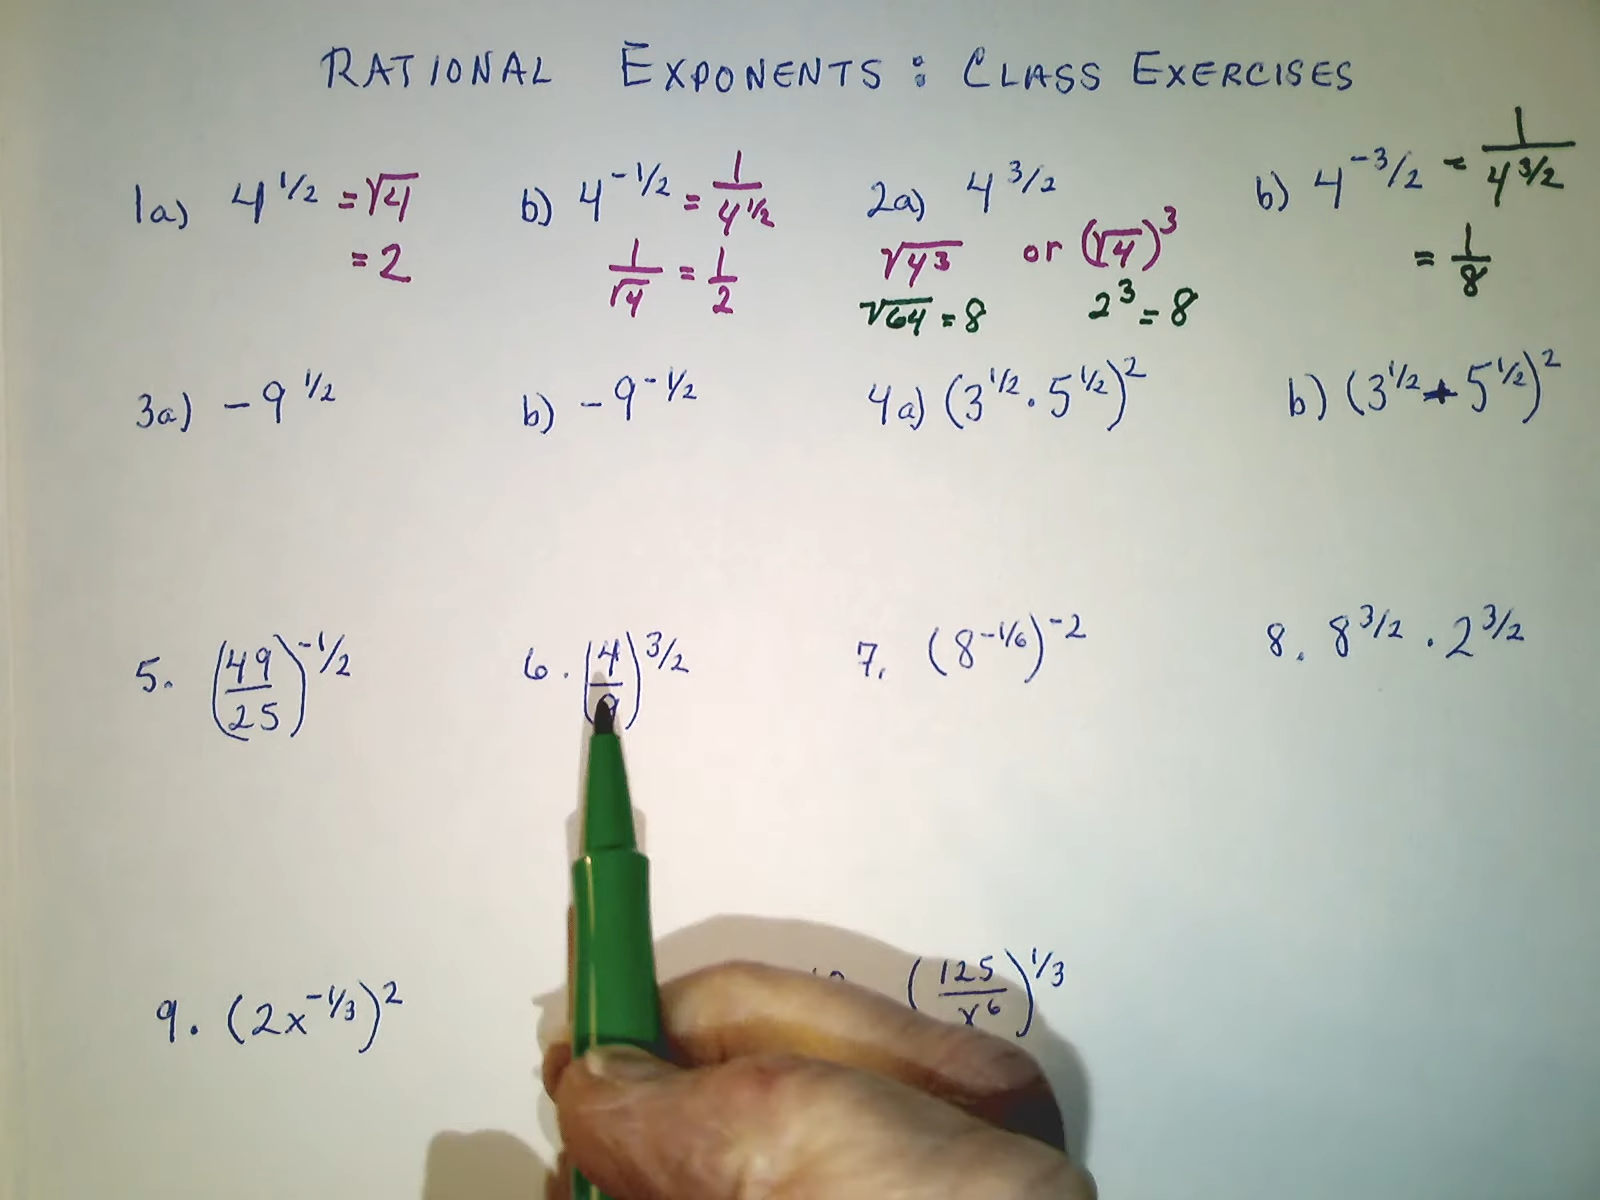 RATIONAL EXPONENTS : CLASS EXERCISES
1a) 4^1/2 = √4
= 2
b) 4^-1/2 = 1/4^1/2
1/√4 = 1/2
2a) 4^3/2
√4^3 or (√4)^3
√64 = 8 2^3 = 8
b) 4^-3/2 = 1/4^3/2
= 1/8
3a) -9^1/2
b) -9^-1/2
4a) (3^1/2 · 5^1/2)^2
b) (3^1/2 + 5^1/2)^2
5. (49/25)^-1/2
6. (4/9)^3/2
7. (8^-1/6)^-2
8. 8^3/2 · 2^3/2
9. (2x^-1/3)^2
(125/x^6)^1/3